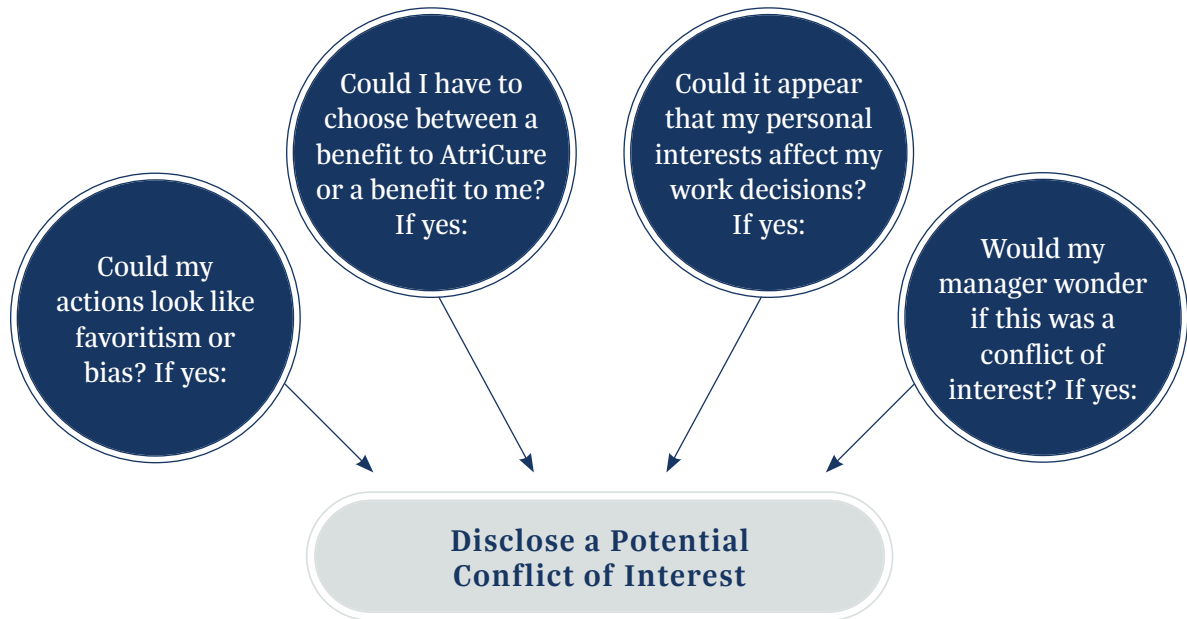 Could my
actions look like
favoritism or
bias? If yes:
Could I have to
choose between a
benefit to AtriCure
or a benefit to me?
If yes:
Could it appear
that my personal
interests affect my
work decisions?
If yes:
Would my
manager wonder
if this was a
conflict of
interest? If yes:
Disclose a Potential
Conflict of Interest